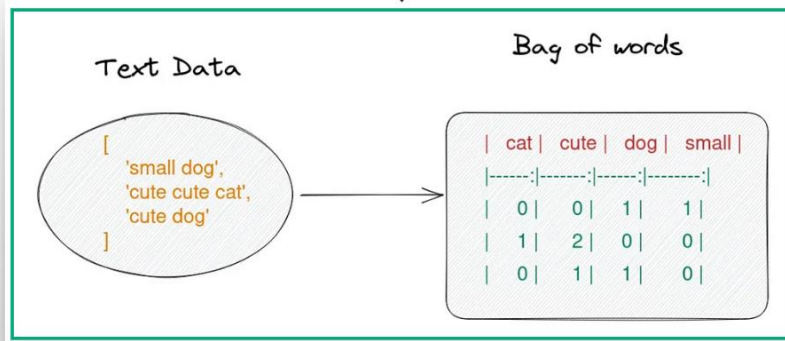 Text Data
[
'small dog',
'cute cute cat',
'cute dog'
]
Bag of words
| cat | cute | dog | small |
|------:|-------:|------:|--------:|
| 0 | 0 | 1 | 1 |
| 1 | 2 | 0 | 0 |
| 0 | 1 | 1 | 0 |